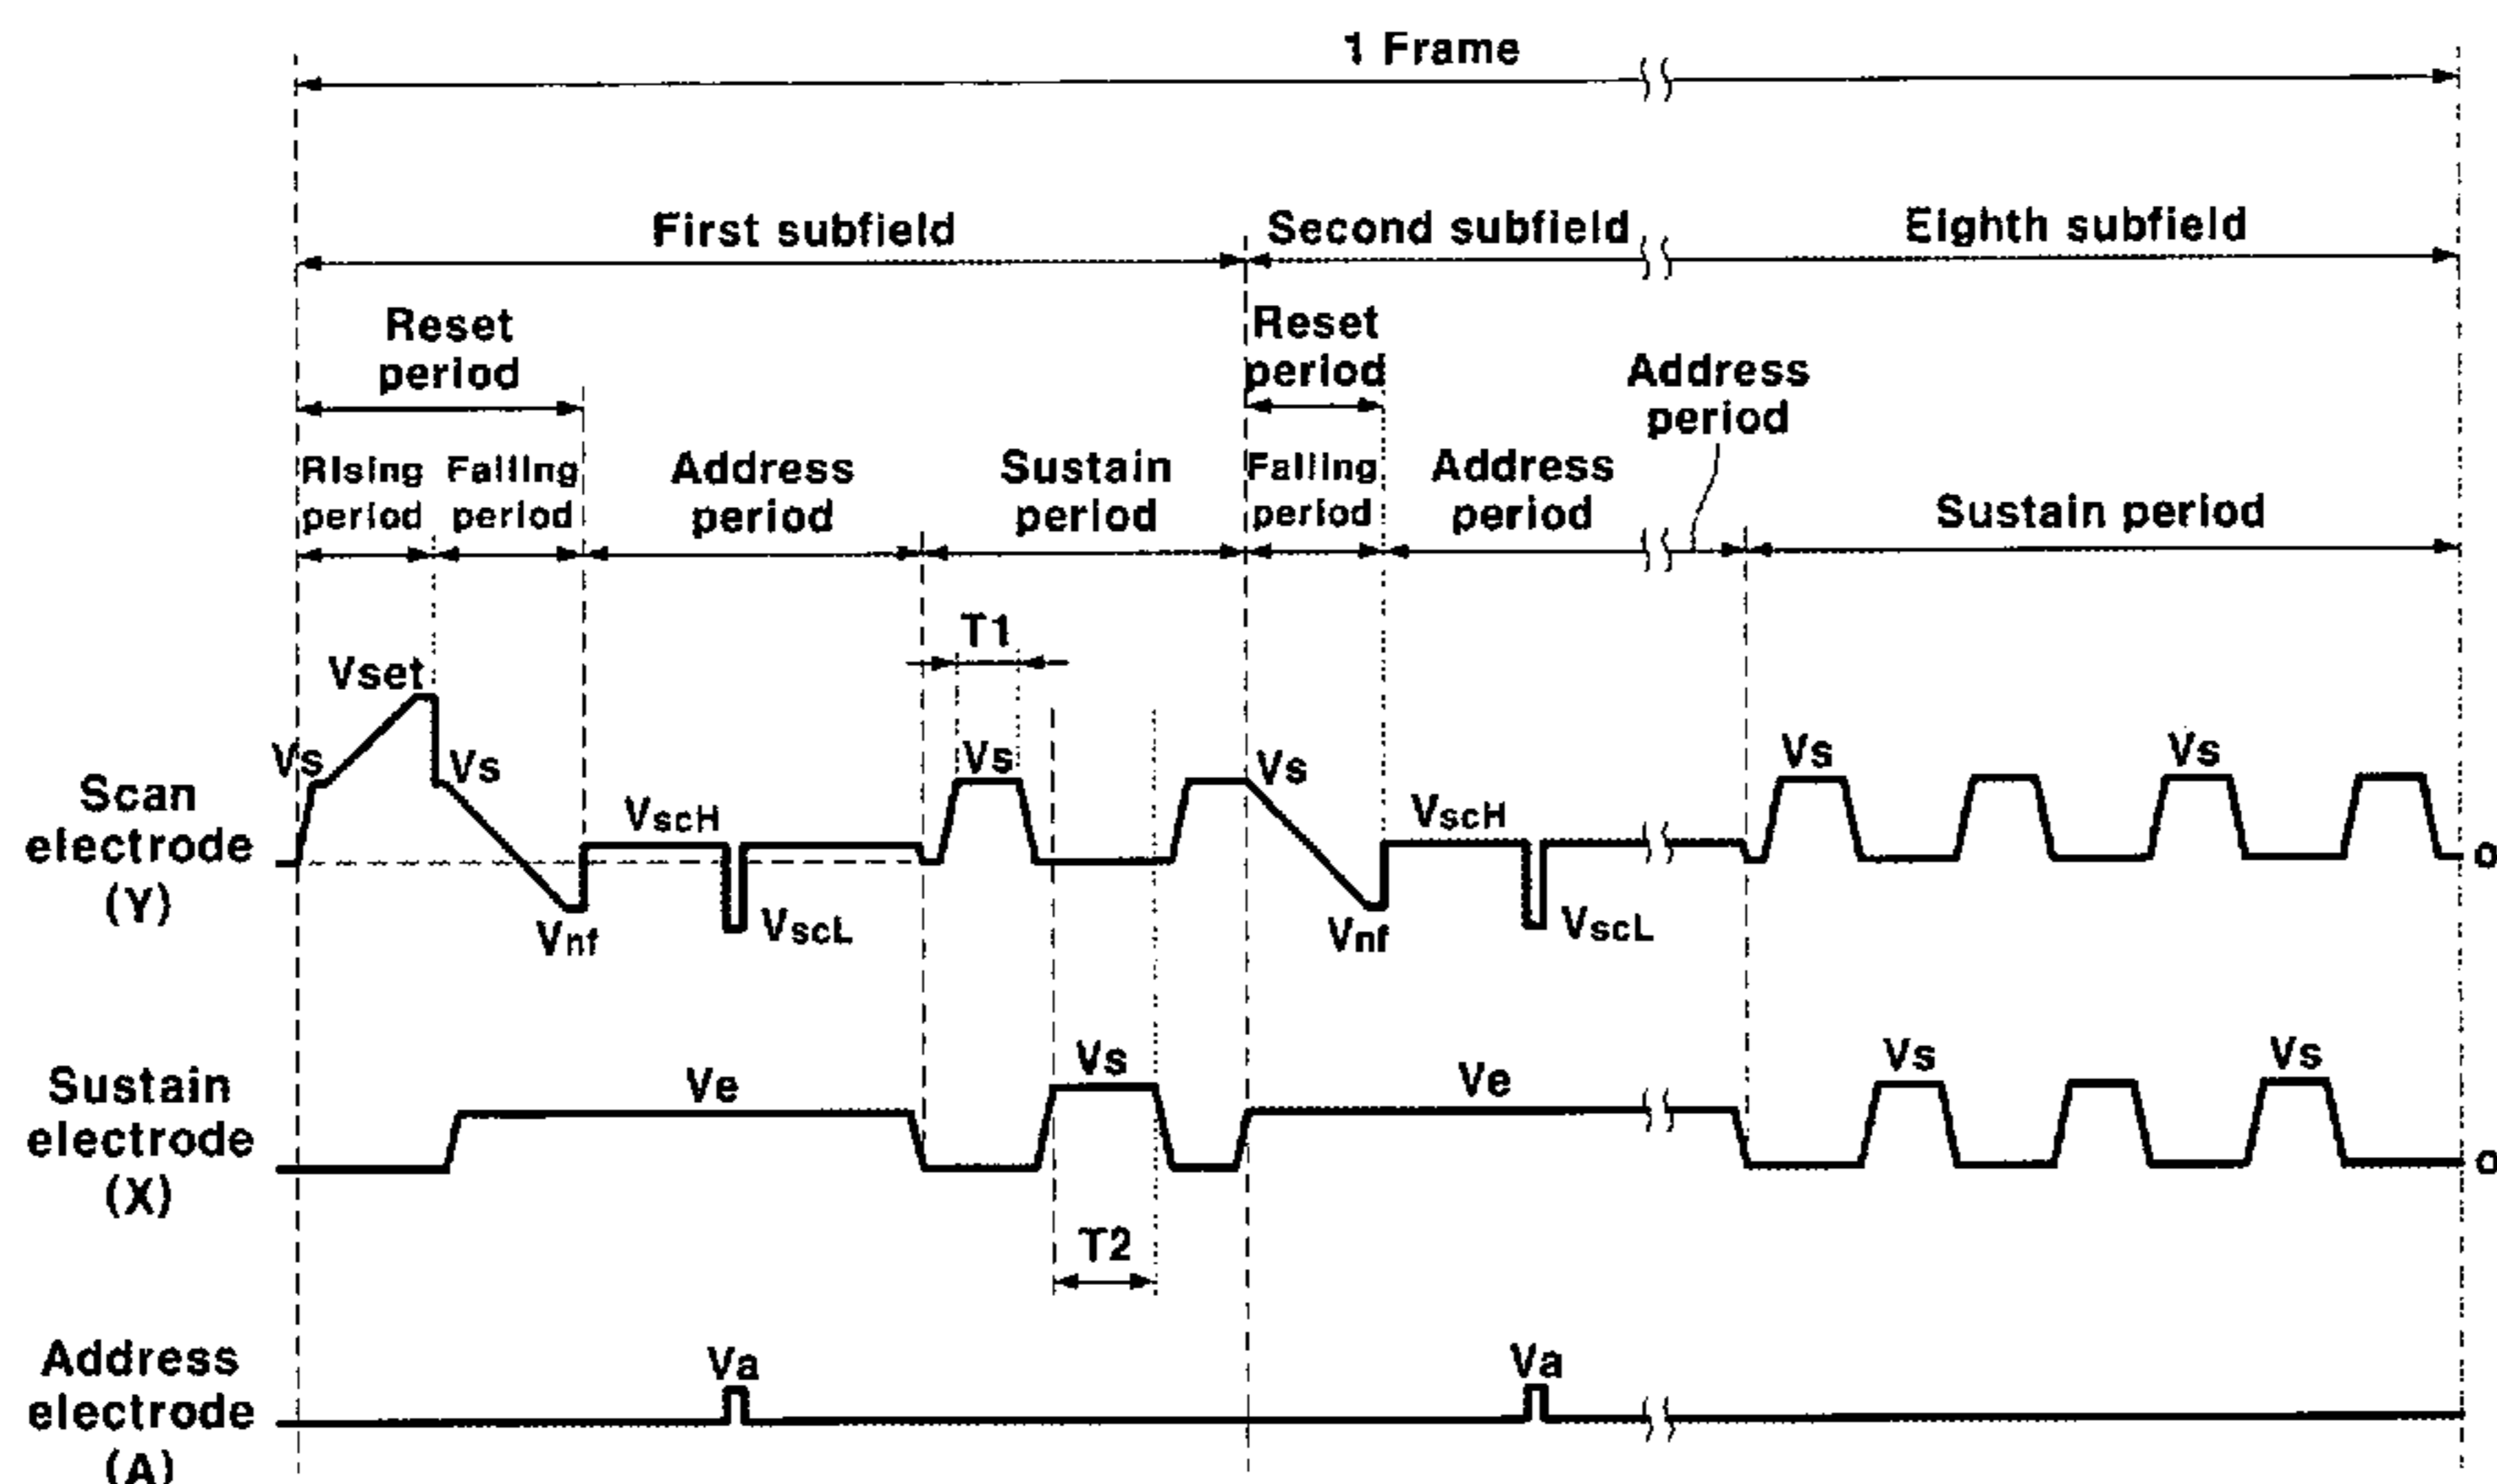 1 Frame
First subfield
Second subfield
Eighth subfield
Reset
period
Reset
period
Address
period
Rising
period
Falling
period
Address
period
Sustain
period
Falling
period
Address
period
Sustain period
T1
Vset
Vs
Vs
VscH
Vs
Vs
VscH
Vs
Vs
Scan
electrode
(Y)
Vnf
VscL
Vnf
VscL
0
Sustain
electrode
(X)
Ve
Vs
Ve
Vs
Vs
0
T2
Address
electrode
(A)
Va
Va